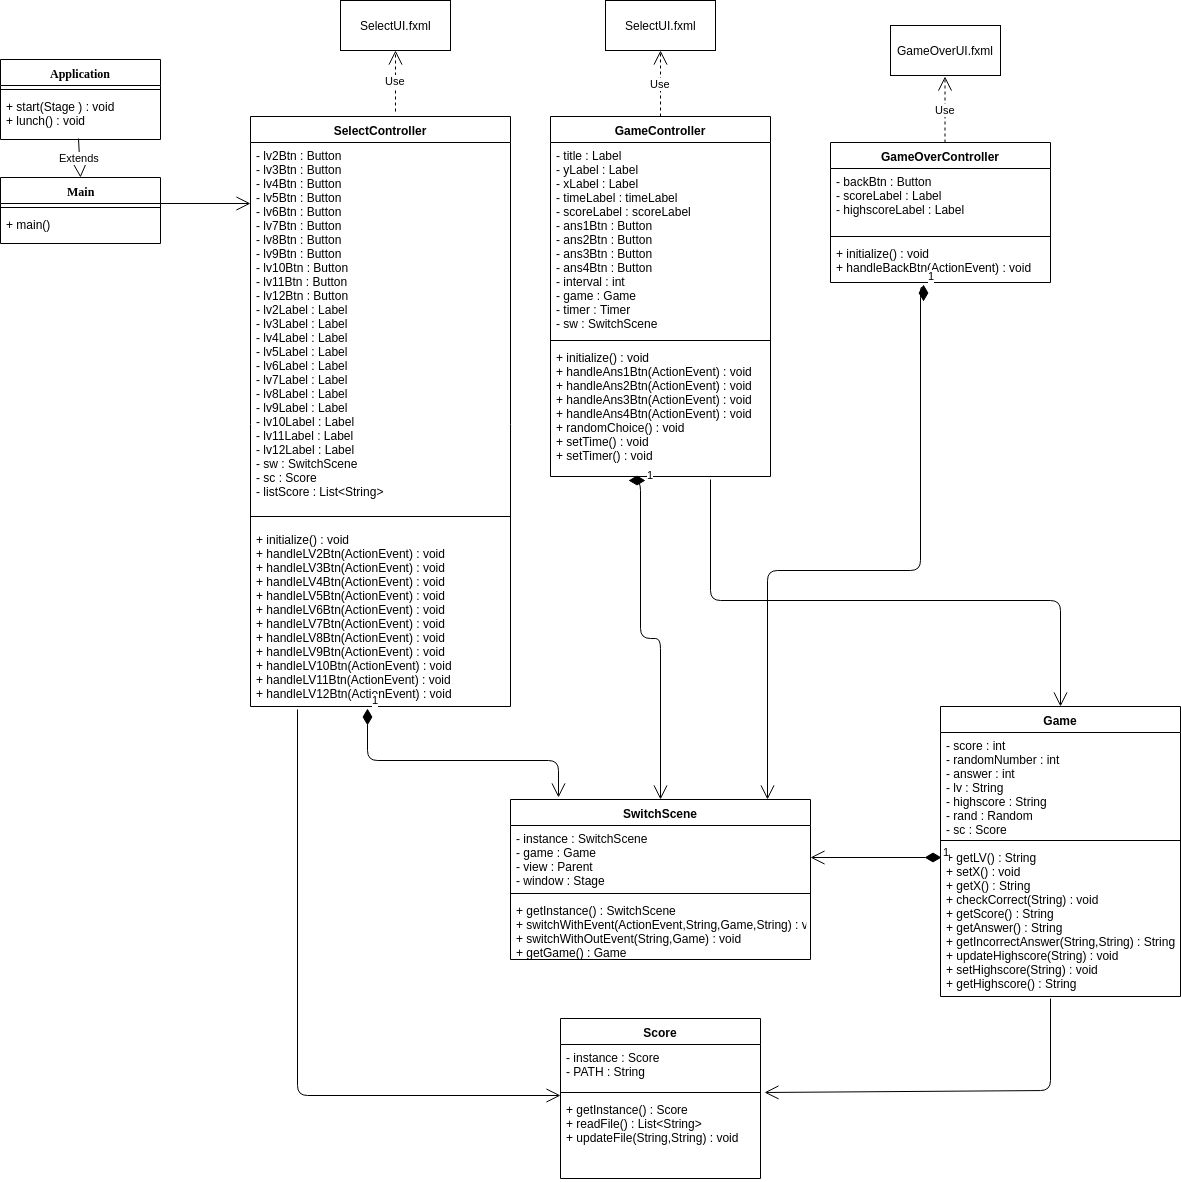 SelectUI.fxml
Use
SelectUI.fxml
Use
GameOverUI.fxml
Use
Application
+ start(Stage ) : void
+ lunch() : void
Extends
Main
+ main()
SelectController
- lv2Btn : Button
- lv3Btn : Button
- lv4Btn : Button
- lv5Btn : Button
- lv6Btn : Button
- lv7Btn : Button
- lv8Btn : Button
- lv9Btn : Button
- lv10Btn : Button
- lv11Btn : Button
- lv12Btn : Button
- lv2Label : Label
- lv3Label : Label
- lv4Label : Label
- lv5Label : Label
- lv6Label : Label
- lv7Label : Label
- lv8Label : Label
- lv9Label : Label
- lv10Label : Label
- lv11Label : Label
- lv12Label : Label
- sw : SwitchScene
- sc : Score
- listScore : List<String>
+ initialize() : void
+ handleLV2Btn(ActionEvent) : void
+ handleLV3Btn(ActionEvent) : void
+ handleLV4Btn(ActionEvent) : void
+ handleLV5Btn(ActionEvent) : void
+ handleLV6Btn(ActionEvent) : void
+ handleLV7Btn(ActionEvent) : void
+ handleLV8Btn(ActionEvent) : void
+ handleLV9Btn(ActionEvent) : void
+ handleLV10Btn(ActionEvent) : void
+ handleLV11Btn(ActionEvent) : void
+ handleLV12Btn(ActionEvent) : void
1
GameController
- title : Label
- yLabel : Label
- xLabel : Label
- timeLabel : timeLabel
- scoreLabel : scoreLabel
- ans1Btn : Button
- ans2Btn : Button
- ans3Btn : Button
- ans4Btn : Button
- interval : int
- game : Game
- timer : Timer
- sw : SwitchScene
+ initialize() : void
+ handleAns1Btn(ActionEvent) : void
+ handleAns2Btn(ActionEvent) : void
+ handleAns3Btn(ActionEvent) : void
+ handleAns4Btn(ActionEvent) : void
+ randomChoice() : void
+ setTime() : void
+ setTimer() : void
1
GameOverController
- backBtn : Button
- scoreLabel : Label
- highscoreLabel : Label
+ initialize() : void
+ handleBackBtn(ActionEvent) : void
1
Game
- score : int
- randomNumber : int
- answer : int
- lv : String
- highscore : String
- rand : Random
- sc : Score
1
+ getLV() : String
+ setX() : void
+ getX() : String
+ checkCorrect(String) : void
+ getScore() : String
+ getAnswer() : String
+ getIncorrectAnswer(String,String) : String
+ updateHighscore(String) : void
+ setHighscore(String) : void
+ getHighscore() : String
SwitchScene
- instance : SwitchScene
- game : Game
- view : Parent
- window : Stage
+ getInstance() : SwitchScene
+ switchWithEvent(ActionEvent,String,Game,String) :
+ switchWithOutEvent(String,Game) : void
+ getGame() : Game
Score
- instance : Score
- PATH : String
+ getInstance() : Score
+ readFile() : List<String>
+ updateFile(String,String) : void